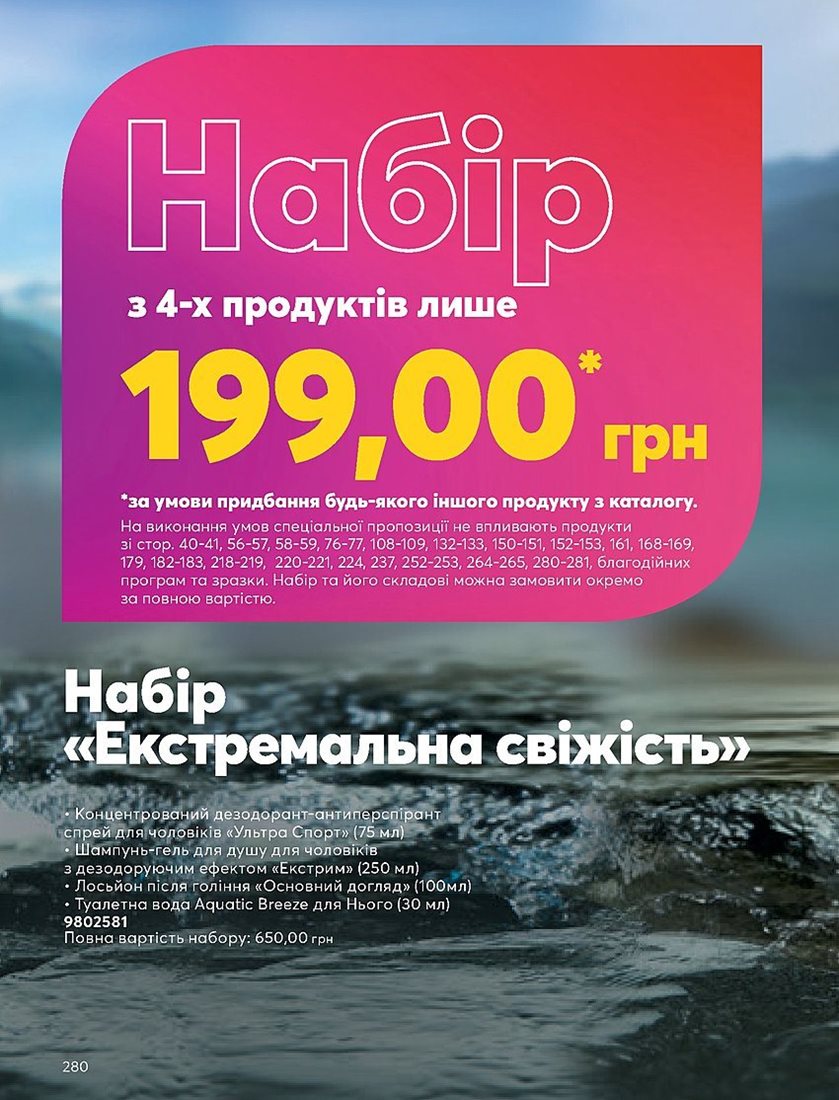 Набір
з 4-х продуктів лише
199,00* грн
*за умови придбання будь-якого іншого продукту з каталогу.
На виконання умов спеціальної пропозиції не впливають продукти
зі стор. 40-41, 56-57, 58-59, 76-77, 108-109, 132-133, 150-151, 152-153, 161, 168-169,
179, 182-183, 218-219, 220-221, 224, 237, 252-253, 264-265, 280-281, благодійних
програм та зразки. Набір та його складові можна замовити окремо
за повною вартістю.
Набір
«Екстремальна свіжість»
• Концентрований дезодорант-антиперспірант
спрей для чоловіків «Ультра Спорт» (75 мл)
• Шампунь-гель для душу для чоловіків
з дезодоруючим ефектом «Екстрим» (250 мл)
• Лосьйон після гоління «Основний догляд» (100мл)
• Туалетна вода Aquatic Breeze для Нього (30 мл)
9802581
Повна вартість набору: 650,00 грн
280